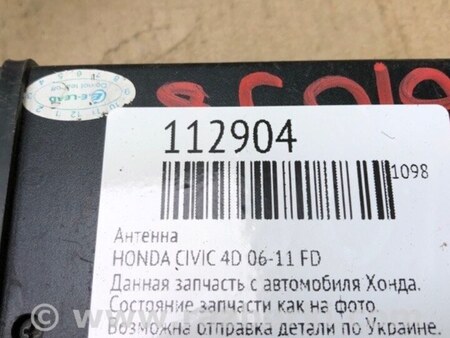 E-LEAD
112904
1098
Антенна
HONDA CIVIC 4D 06-11 FD
Данная запчасть с автомобиля Хонда.
Состояние запчасти как на фото.
Возможна отправка детали по Украине.